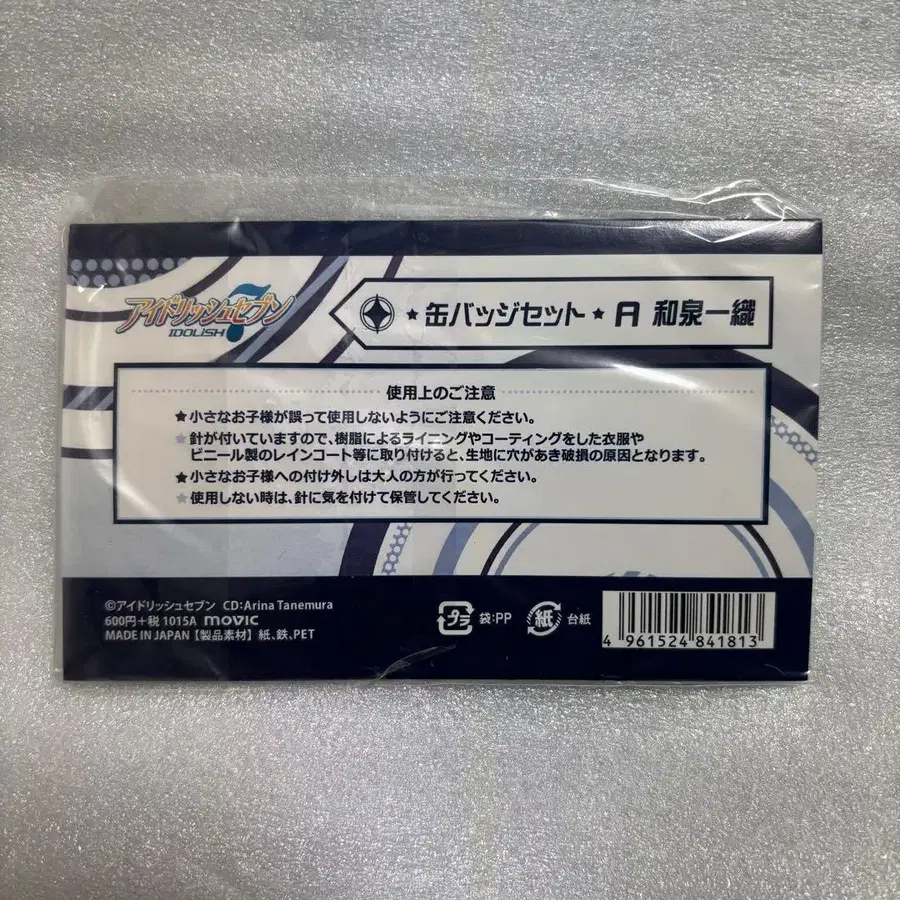 アイドリッシュセブン
IDOLiSH7
★缶バッジセット★ A 和泉一織
使用上のご注意
★小さなお子様が誤って使用しないようにご注意ください。
★針が付いていますので、樹脂によるライニングやコーティングをした衣服や
ビニール製のレインコート等に取り付けると、生地に穴があき破損の原因となります。
★小さなお子様への付け外しは大人の方が行ってください。
★使用しない時は、針に気を付けて保管してください。
©アイドリッシュセブン CD:Arina Tanemura
600円+税 1015A movic
MADE IN JAPAN【製品素材】紙、鉄、PET
プラ 袋:PP 紙 台紙
4 961524 841813